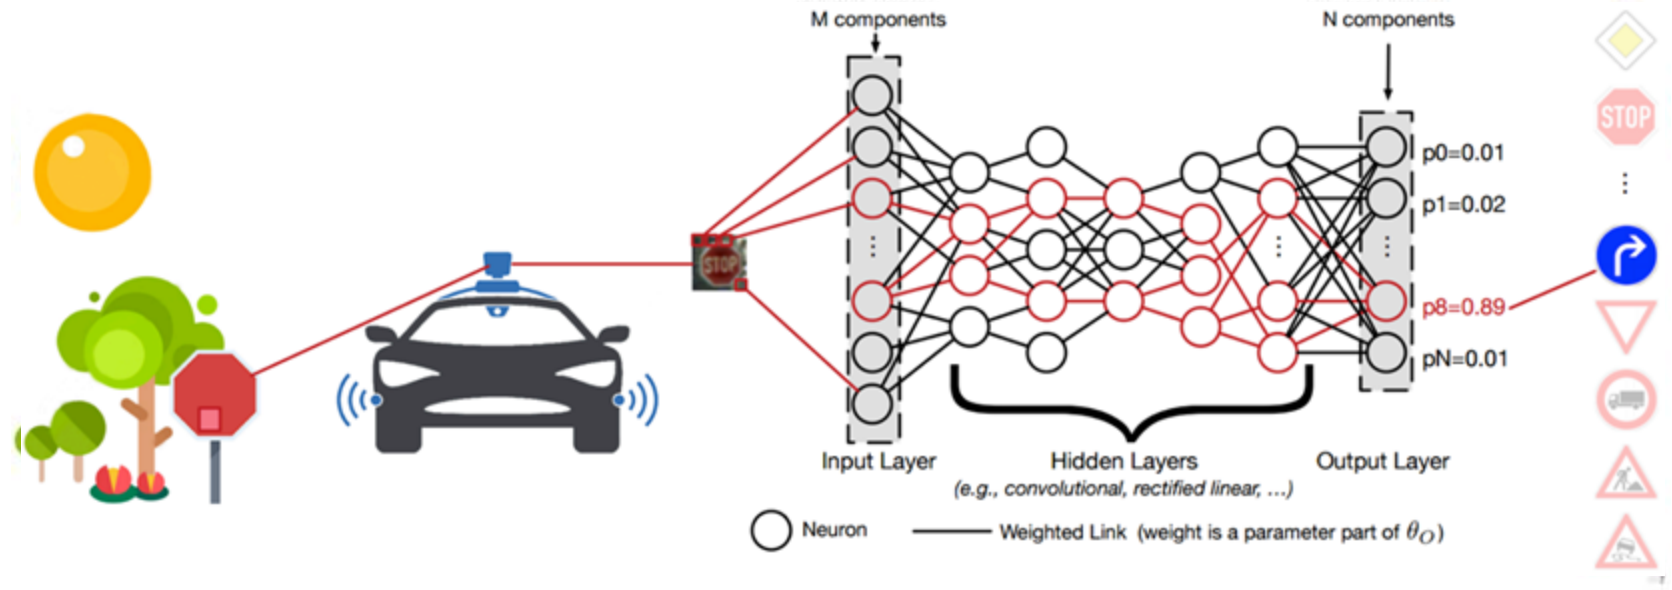 M components
N components
STOP
STOP
p0=0.01
p1=0.02
p8=0.89
pN=0.01
Input Layer
Hidden Layers
(e.g., convolutional, rectified linear, ...)
Output Layer
Neuron
Weighted Link (weight is a parameter part of θ_O)